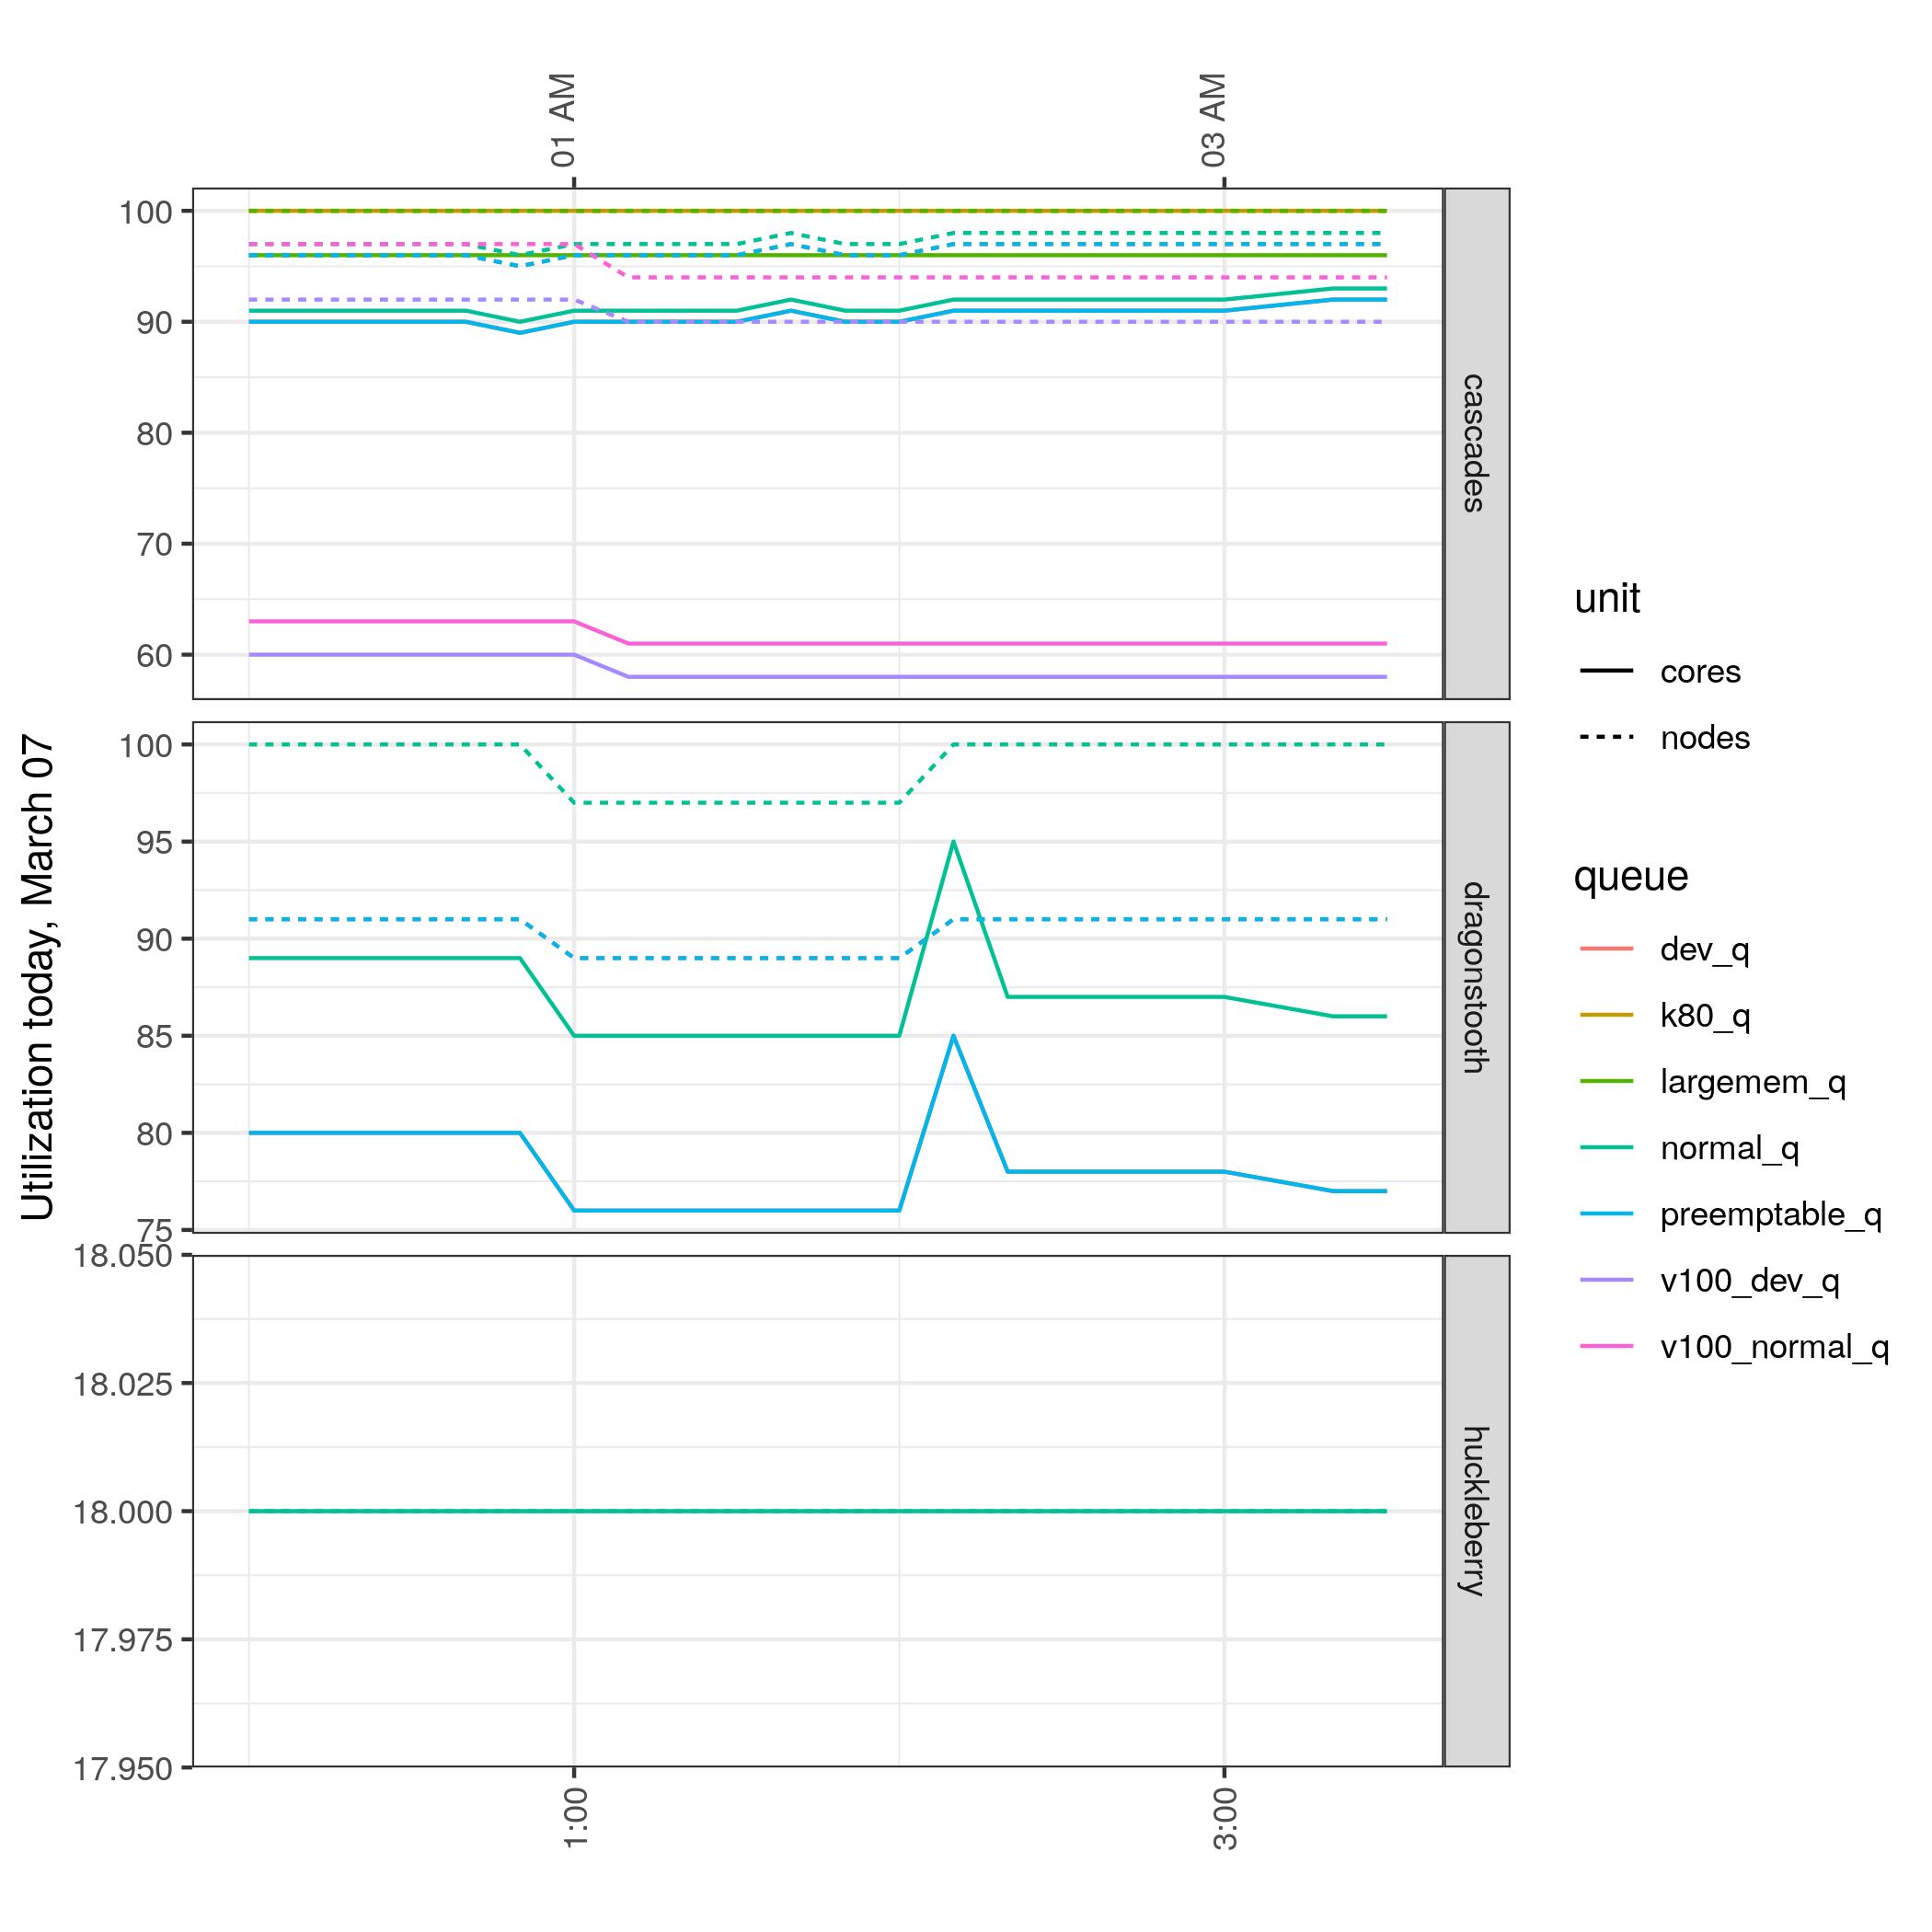 01 AM
03 AM
100
90
80
70
60
cascades
100
95
90
85
80
75
dragonstooth
18.050
18.025
18.000
17.975
17.950
huckleberry
1:00
3:00
Utilization today, March 07
unit
cores
nodes
queue
dev_q
k80_q
largemem_q
normal_q
preemptable_q
v100_dev_q
v100_normal_q